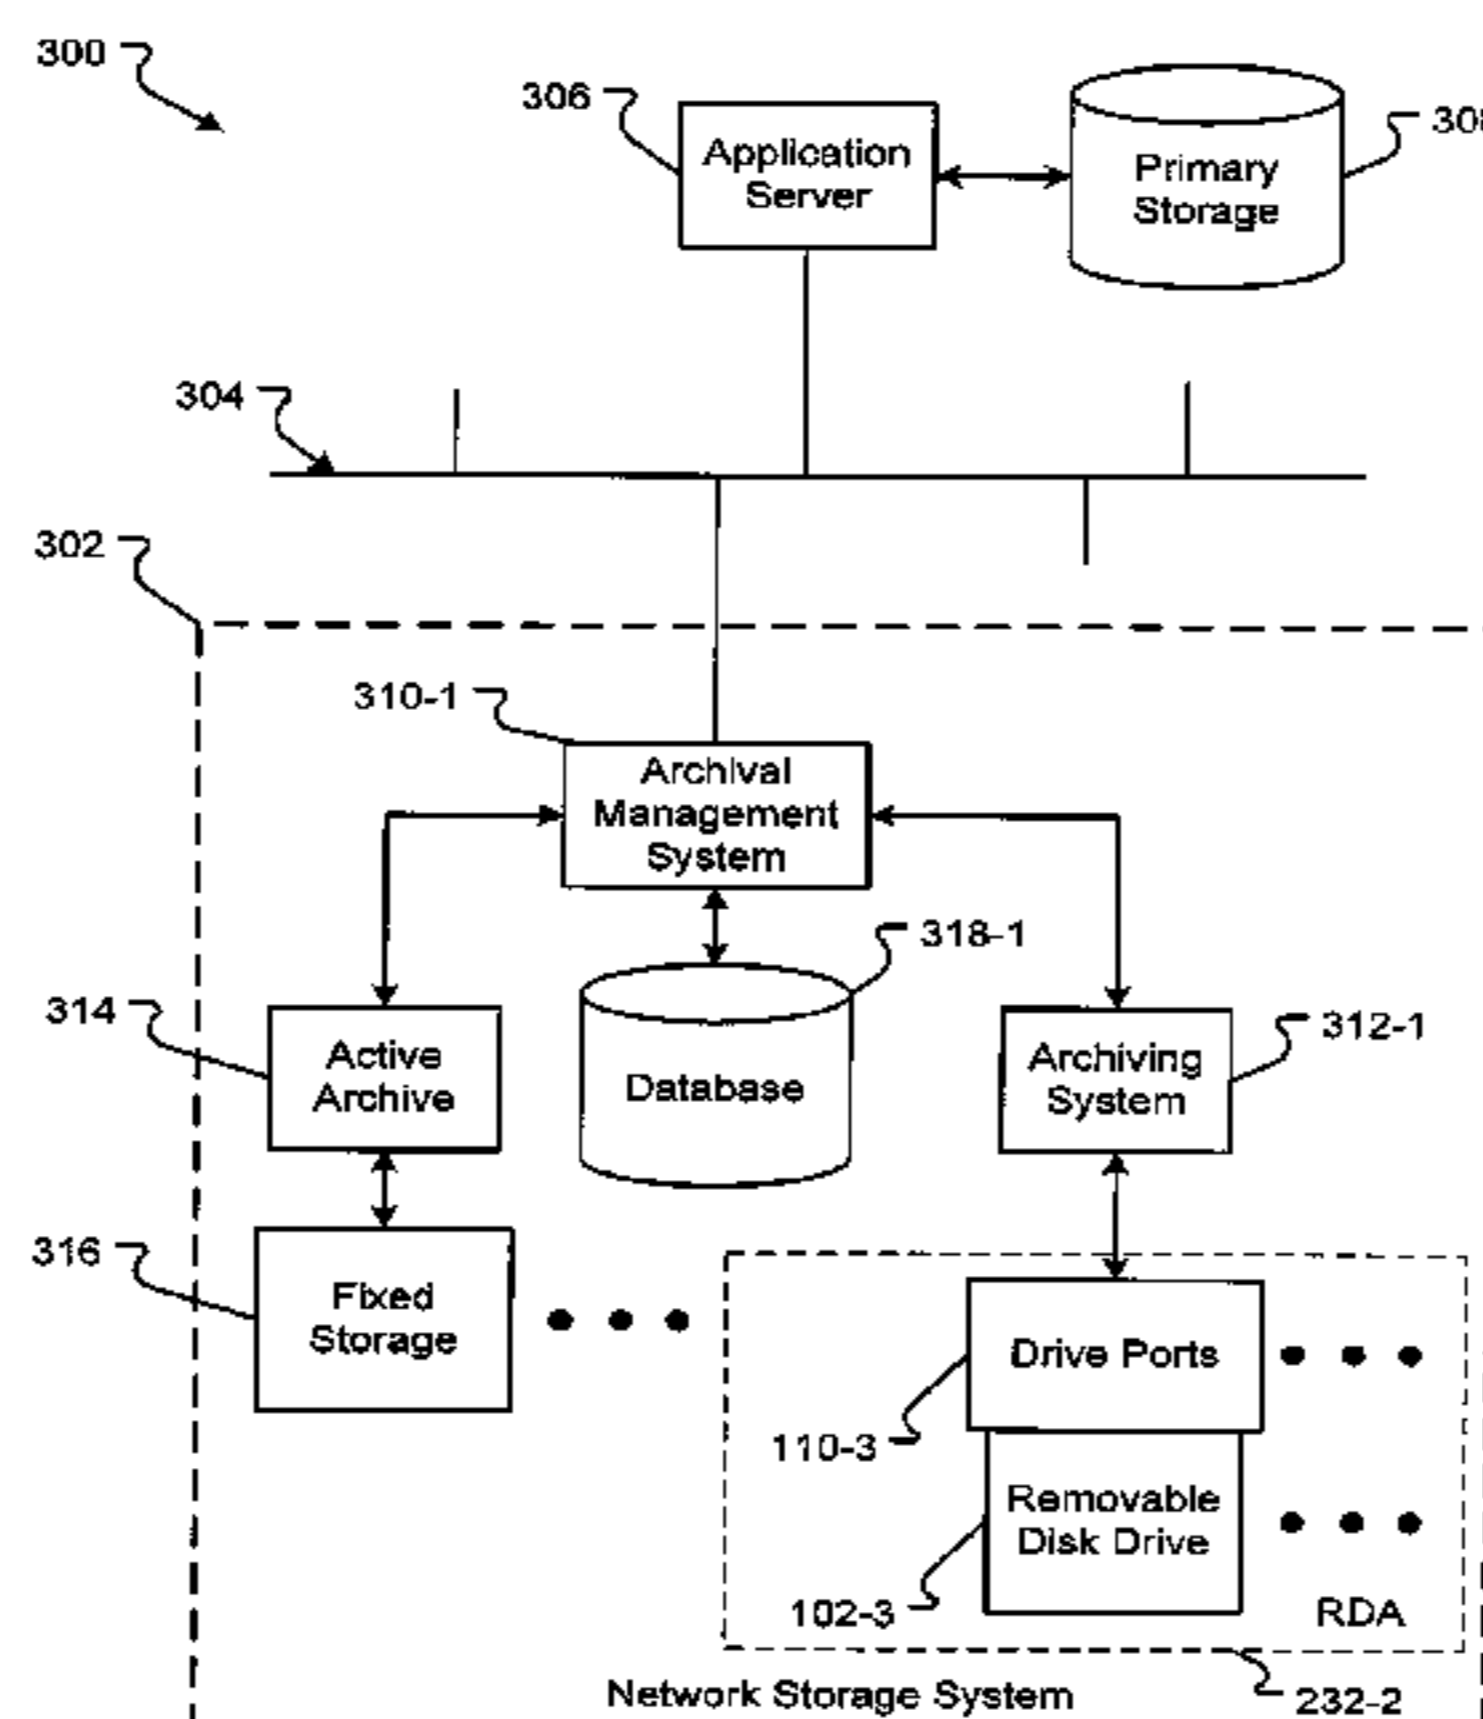 300
306
Application
Server
Primary
Storage
304
302
310-1
Archival
Management
System
318-1
314
Active
Archive
Database
Archiving
System
312-1
316
Fixed
Storage
Drive Ports
110-3
Removable
Disk Drive
102-3
RDA
Network Storage System
232-2